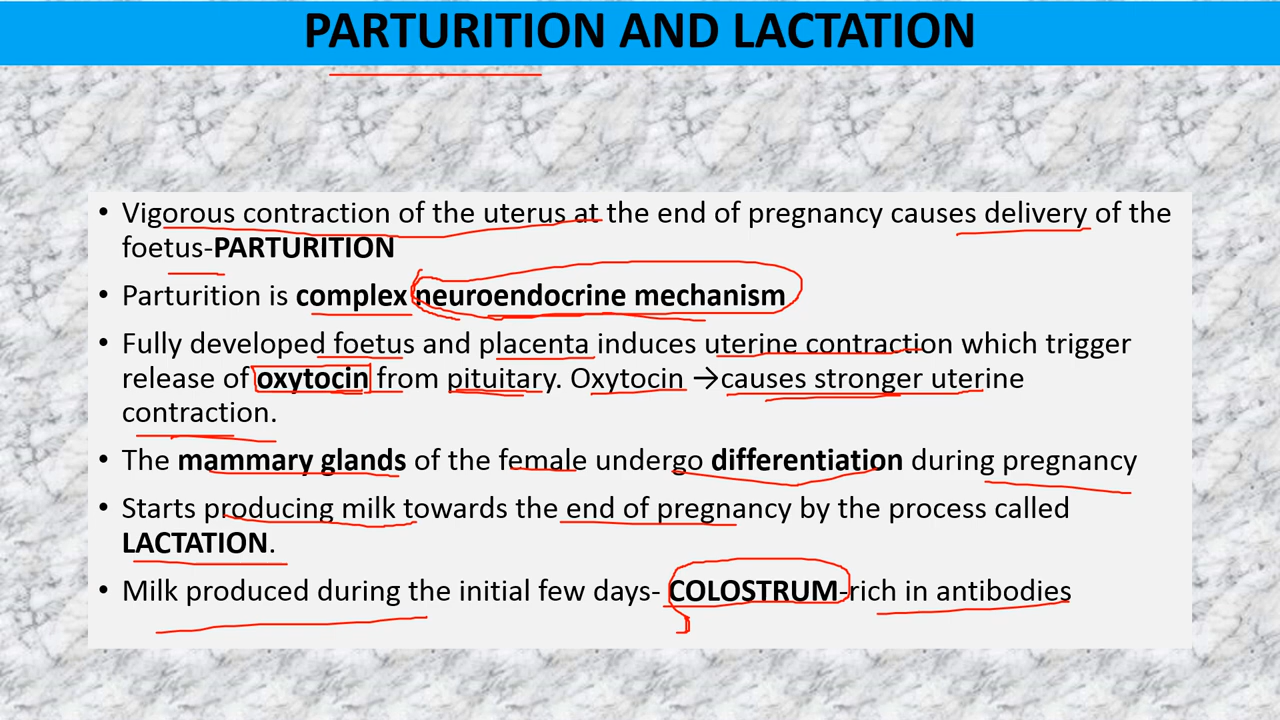 PARTURITION AND LACTATION
• Vigorous contraction of the uterus at the end of pregnancy causes delivery of the
foetus-PARTURITION
• Parturition is complex neuroendocrine mechanism
• Fully developed foetus and placenta induces uterine contraction which trigger
release of oxytocin from pituitary. Oxytocin →causes stronger uterine
contraction.
• The mammary glands of the female undergo differentiation during pregnancy
• Starts producing milk towards the end of pregnancy by the process called
LACTATION.
• Milk produced during the initial few days- COLOSTRUM-rich in antibodies